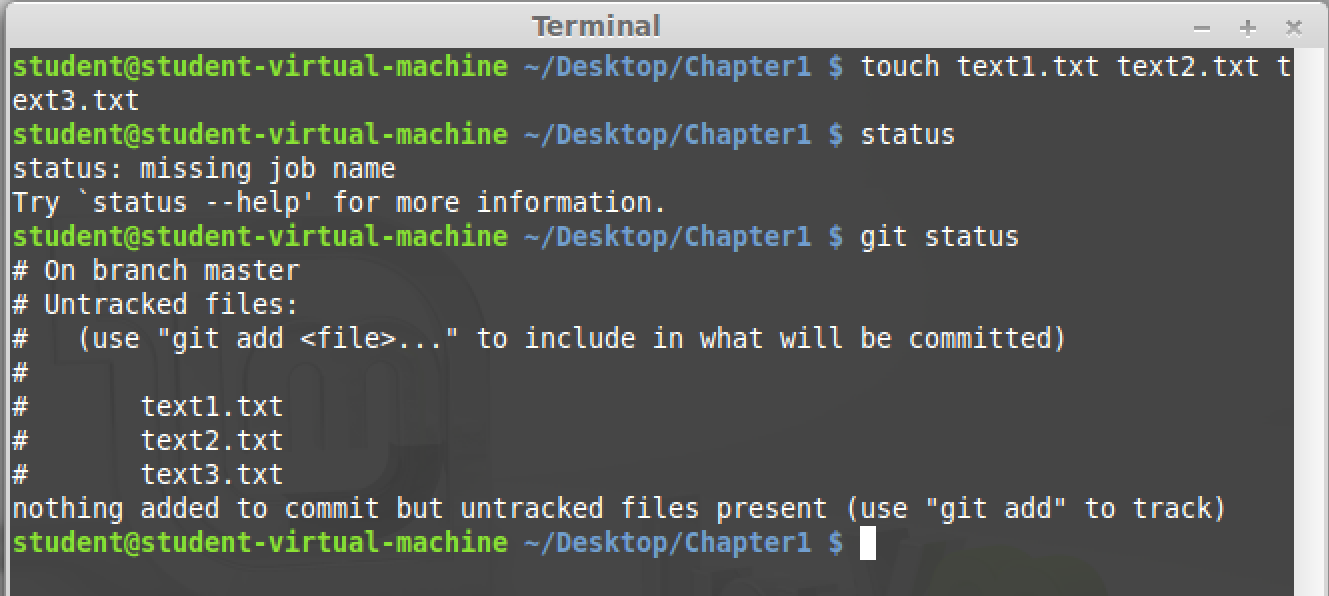 Terminal
student@student-virtual-machine ~/Desktop/Chapter1 $ touch text1.txt text2.txt t
ext3.txt
student@student-virtual-machine ~/Desktop/Chapter1 $ status
status: missing job name
Try `status --help' for more information.
student@student-virtual-machine ~/Desktop/Chapter1 $ git status
# On branch master
# Untracked files:
#   (use "git add <file>..." to include in what will be committed)
#
#       text1.txt
#       text2.txt
#       text3.txt
nothing added to commit but untracked files present (use "git add" to track)
student@student-virtual-machine ~/Desktop/Chapter1 $